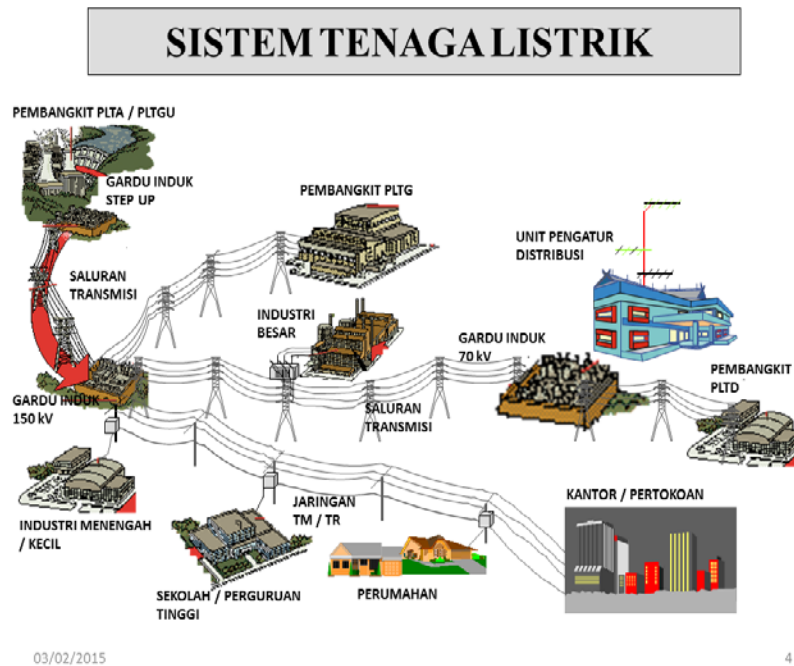 SISTEM TENAGA LISTRIK
PEMBANGKIT PLTA / PLTGU
GARDU INDUK
STEP UP
PEMBANGKIT PLTG
UNIT PENGATUR
DISTRIBUSI
SALURAN
TRANSMISI
INDUSTRI
BESAR
GARDU INDUK
70 kV
PEMBANGKIT
PLTD
GARDU INDUK
150 kV
SALURAN
TRANSMISI
INDUSTRI MENENGAH
/ KECIL
JARINGAN
TM / TR
KANTOR / PERTOKOAN
SEKOLAH / PERGURUAN
TINGGI
PERUMAHAN
03/02/2015
4